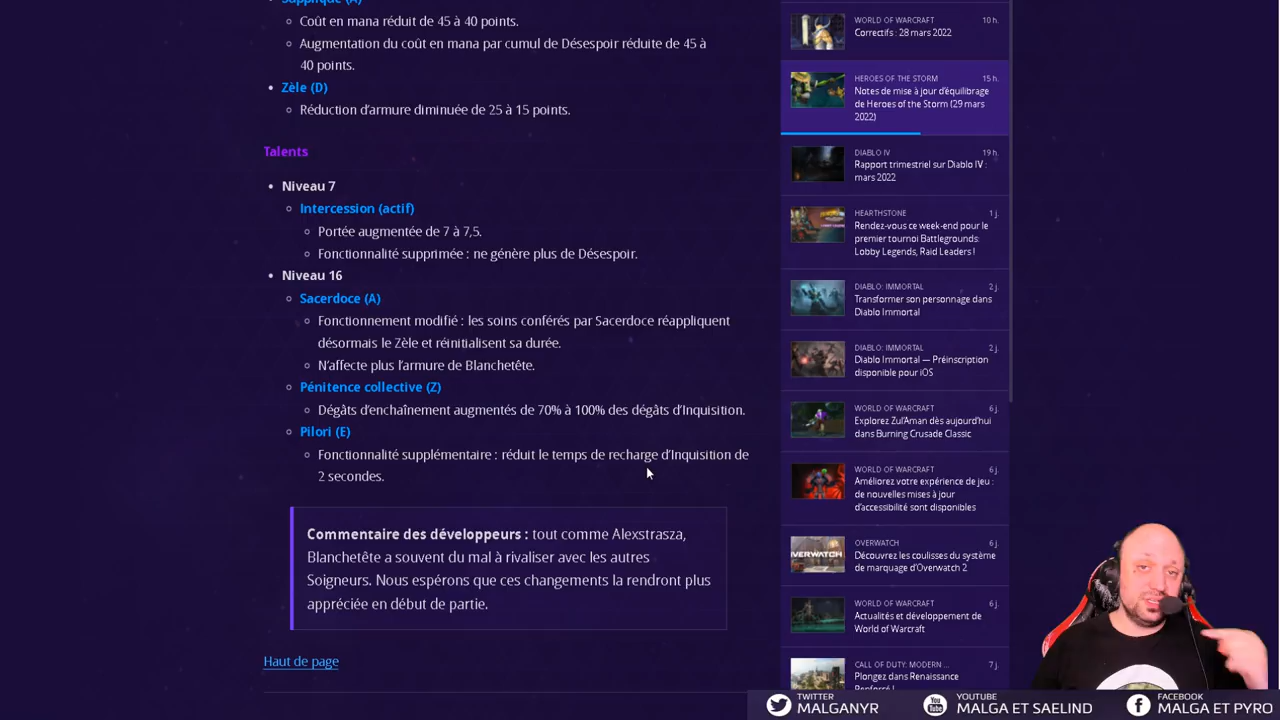 Supplique (A)
Coût en mana réduit de 45 à 40 points.
Augmentation du coût en mana par cumul de Désespoir réduite de 45 à
40 points.
Zèle (D)
Réduction d’armure diminuée de 25 à 15 points.
Talents
Niveau 7
Intercession (actif)
Portée augmentée de 7 à 7,5.
Fonctionnalité supprimée : ne génère plus de Désespoir.
Niveau 16
Sacerdoce (A)
Fonctionnement modifié : les soins conférés par Sacerdoce réappliquent
désormais le Zèle et réinitialisent sa durée.
N’affecte plus l’armure de Blanchetête.
Pénitence collective (Z)
Dégâts d’enchaînement augmentés de 70% à 100% des dégâts d’Inquisition.
Pilori (E)
Fonctionnalité supplémentaire : réduit le temps de recharge d’Inquisition de
2 secondes.
Commentaire des développeurs : tout comme Alexstrasza,
Blanchetête a souvent du mal à rivaliser avec les autres
Soigneurs. Nous espérons que ces changements la rendront plus
appréciée en début de partie.
Haut de page
WORLD OF WARCRAFT 10 h.
Correctifs : 28 mars 2022
HEROES OF THE STORM 15 h.
Notes de mise à jour d’équilibrage
de Heroes of the Storm (29 mars
2022)
DIABLO IV 19 h.
Rapport trimestriel sur Diablo IV :
mars 2022
HEARTHSTONE 1 j.
Rendez-vous ce week-end pour le
premier tournoi Battlegrounds:
Lobby Legends, Raid Leaders !
DIABLO: IMMORTAL 2 j.
Transformer son personnage dans
Diablo Immortal
DIABLO: IMMORTAL 2 j.
Diablo Immortal — Préinscription
disponible pour iOS
WORLD OF WARCRAFT 6 j.
Explorez Zul’Aman dès aujourd’hui
dans Burning Crusade Classic
WORLD OF WARCRAFT 6 j.
Améliorez votre expérience de jeu :
de nouvelles mises à jour
d’accessibilité sont disponibles
OVERWATCH 6 j.
Découvrez les coulisses du système
de marquage d’Overwatch 2
WORLD OF WARCRAFT 6 j.
Actualités et développement de
World of Warcraft
CALL OF DUTY: MODERN ... 7 j.
Plongez dans Renaissance
Renforcé !
TWITTER
MALGANYR
YOUTUBE
MALGA ET SAELIND
FACEBOOK
MALGA ET PYRO